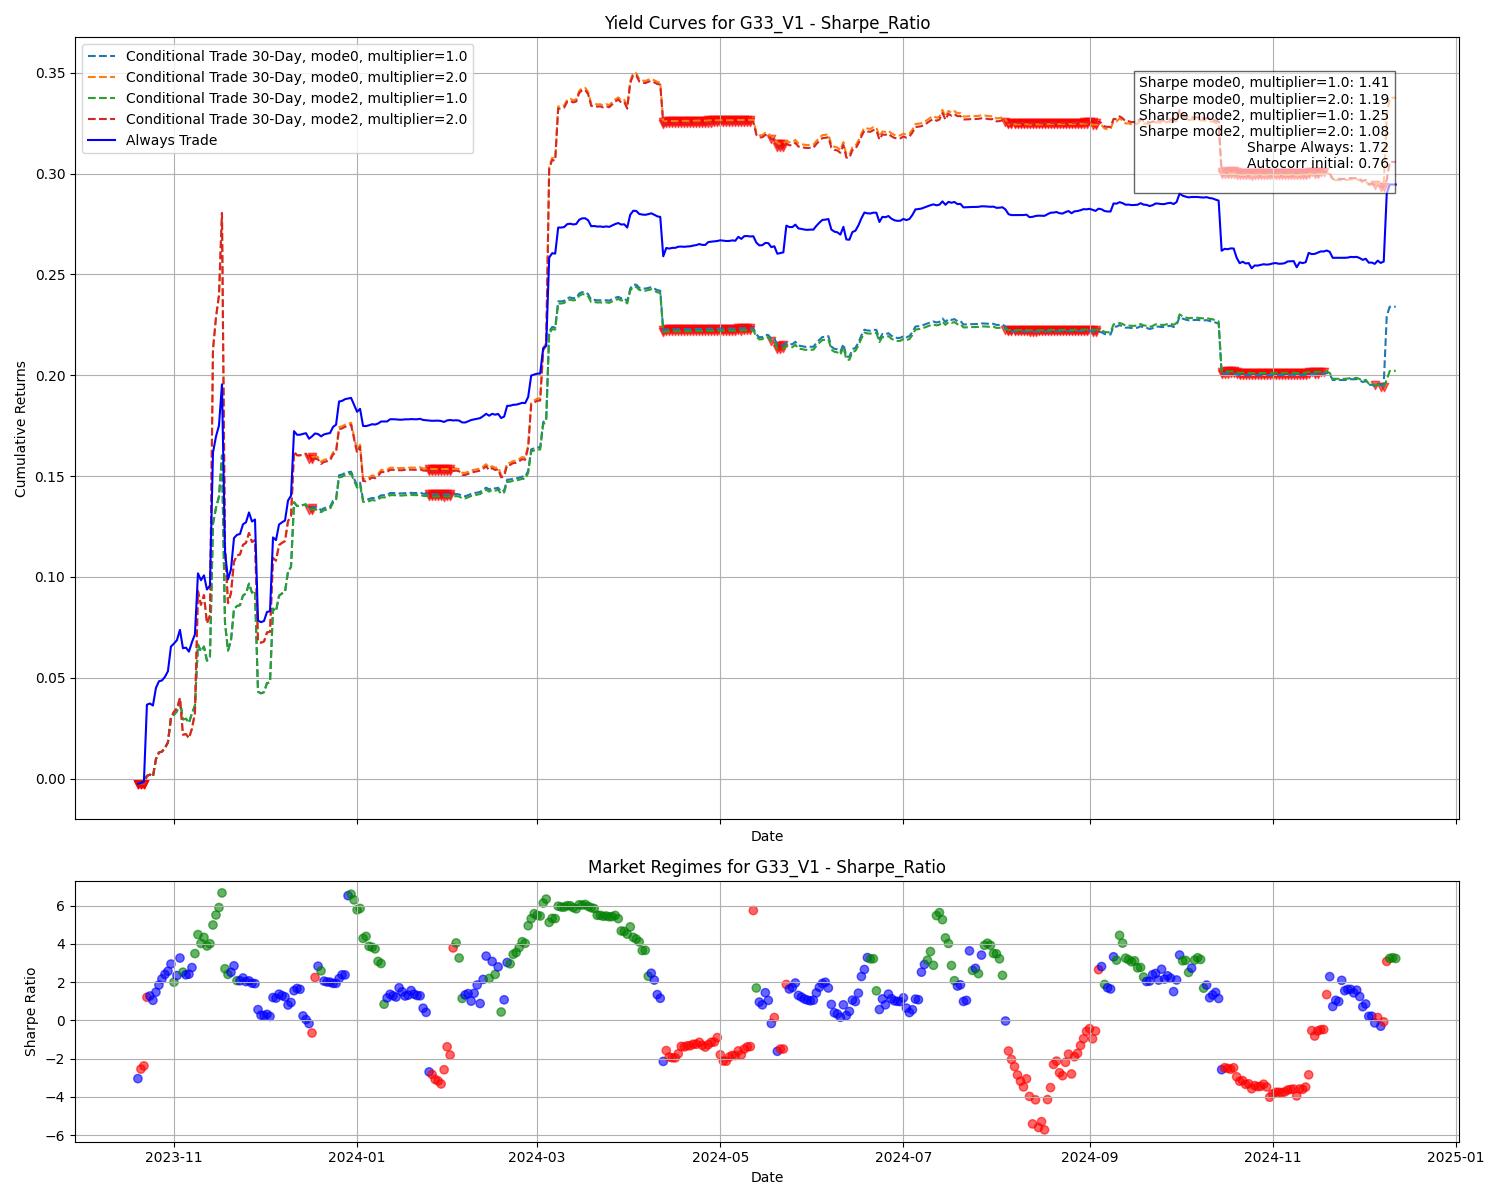 Yield Curves for G33_V1 - Sharpe_Ratio
Conditional Trade 30-Day, mode0, multiplier=1.0
Conditional Trade 30-Day, mode0, multiplier=2.0
Conditional Trade 30-Day, mode2, multiplier=1.0
Conditional Trade 30-Day, mode2, multiplier=2.0
Always Trade
Sharpe mode0, multiplier=1.0: 1.41
Sharpe mode0, multiplier=2.0: 1.19
Sharpe mode2, multiplier=1.0: 1.25
Sharpe mode2, multiplier=2.0: 1.08
Sharpe Always: 1.72
Autocorr initial: 0.76
Cumulative Returns
0.35
0.30
0.25
0.20
0.15
0.10
0.05
0.00
Date
Market Regimes for G33_V1 - Sharpe_Ratio
Sharpe Ratio
6
4
2
0
−2
−4
−6
2023-11
2024-01
2024-03
2024-05
2024-07
2024-09
2024-11
2025-01
Date